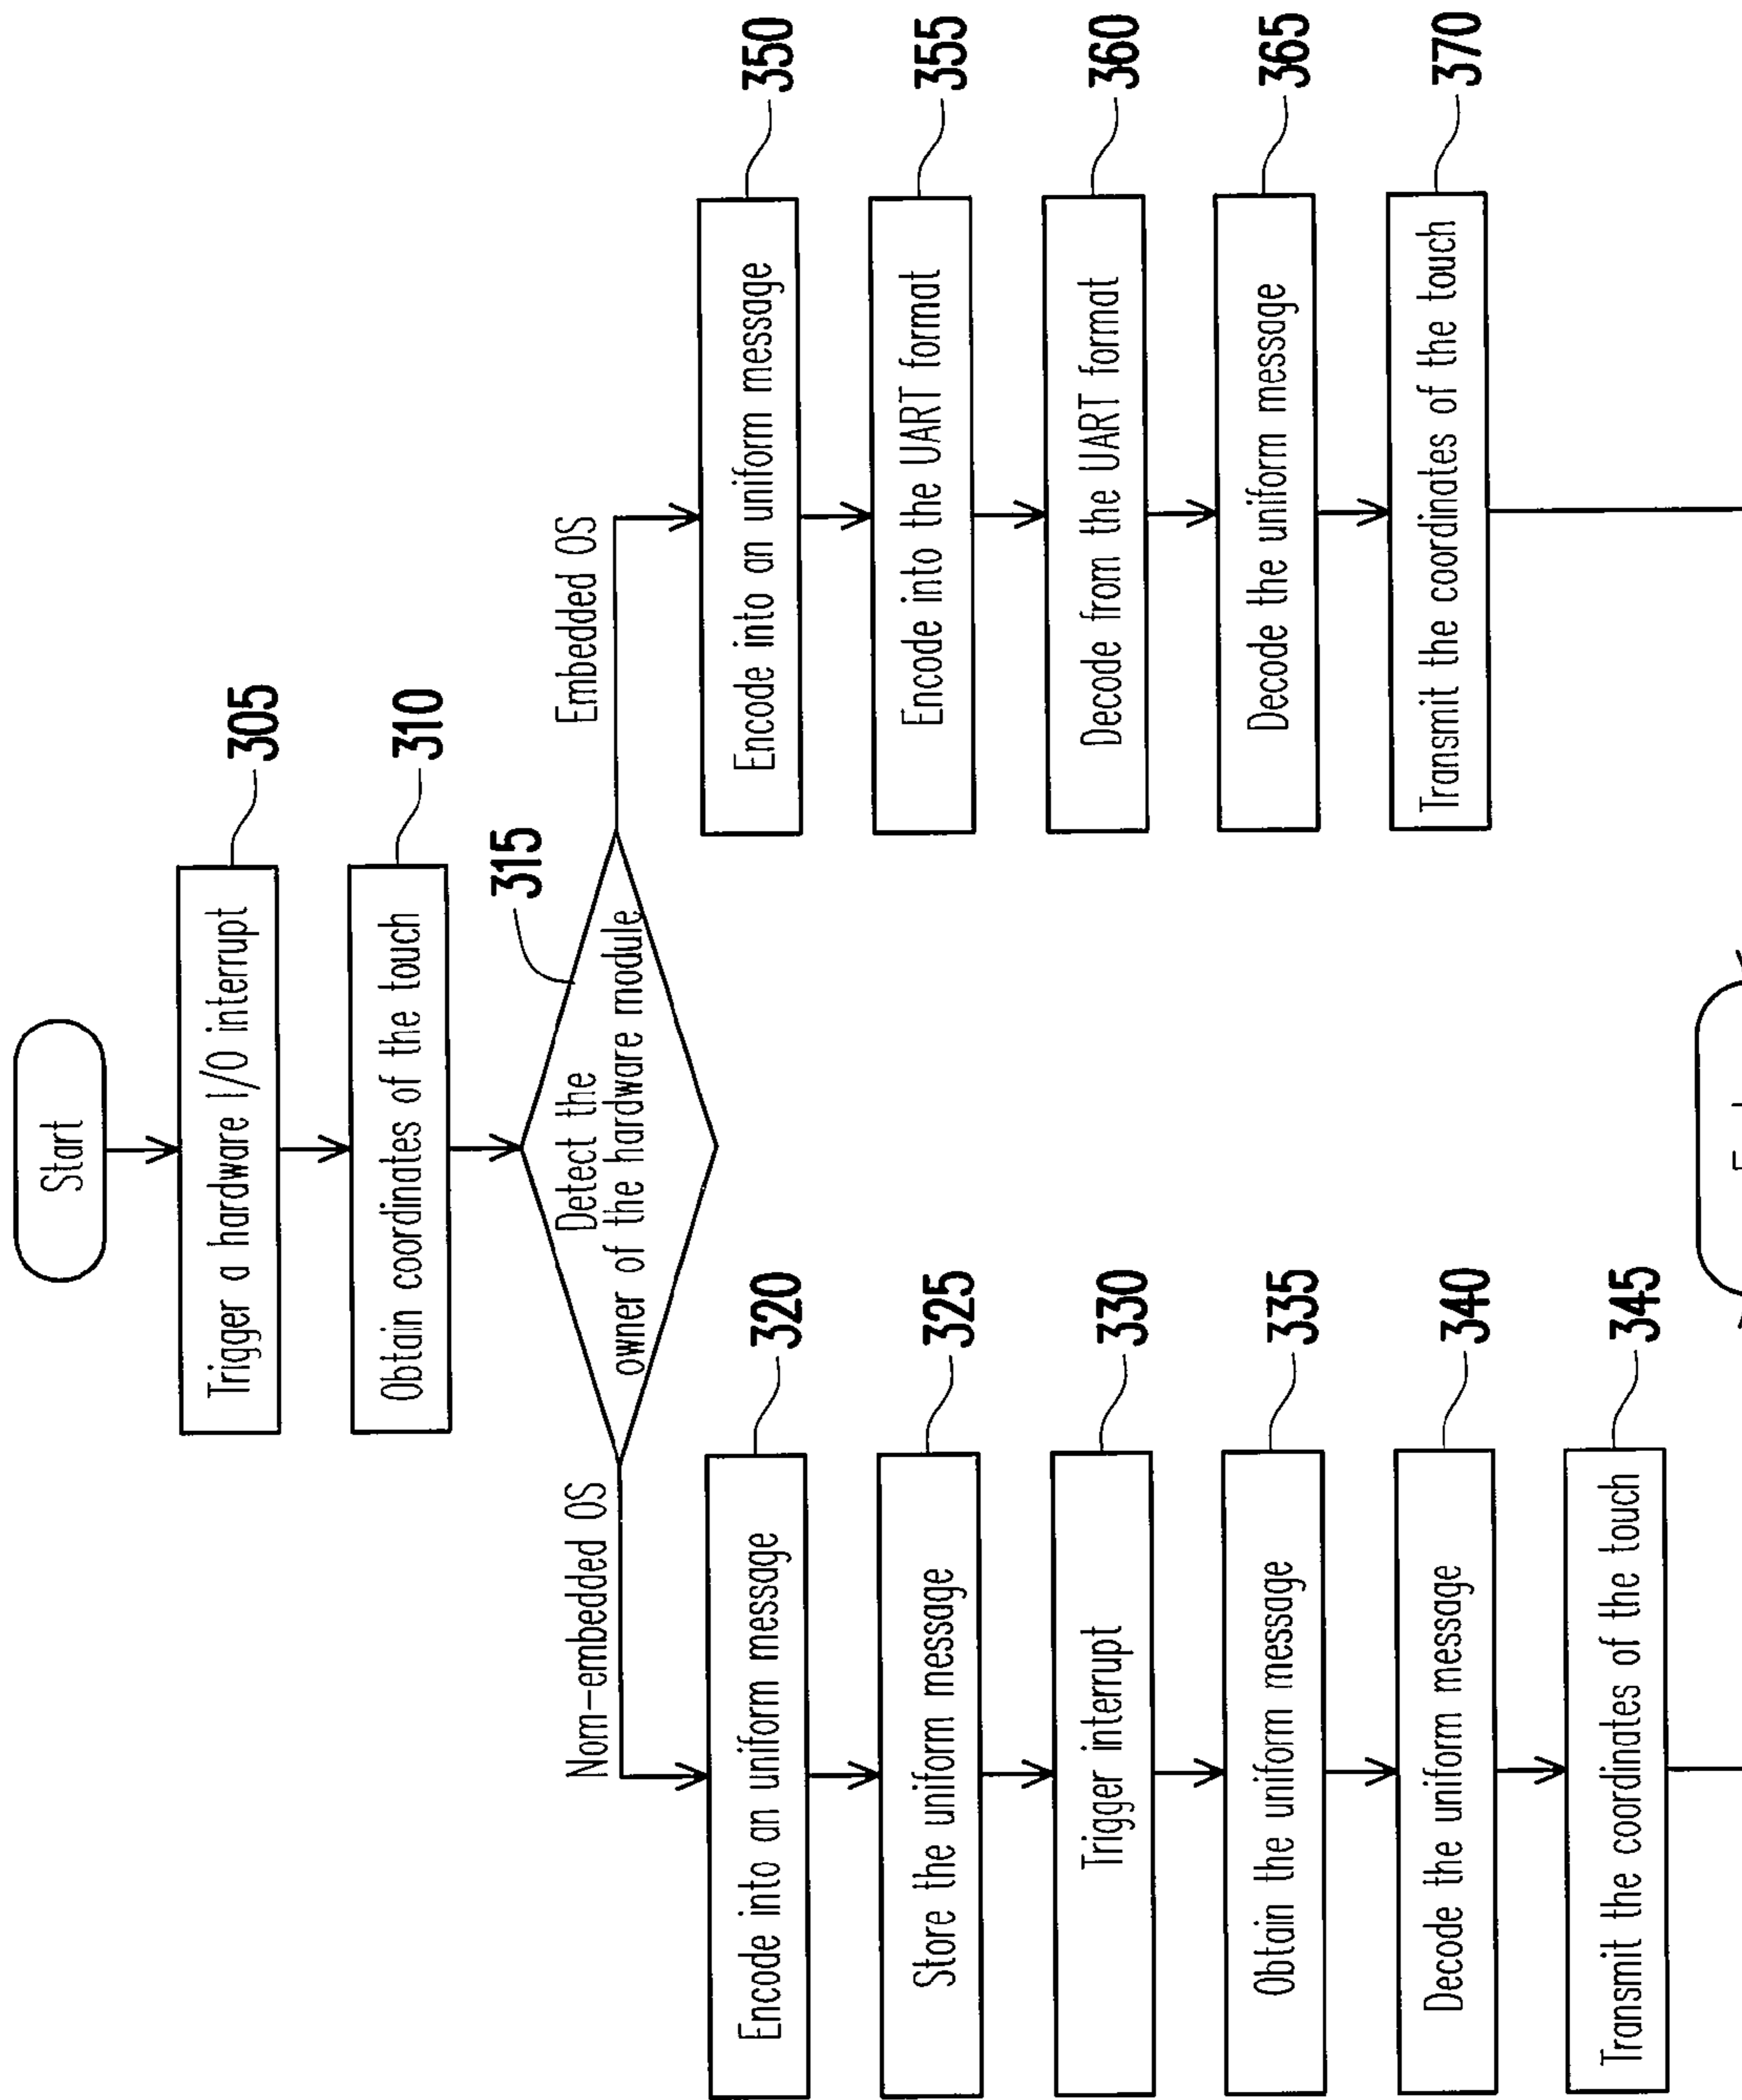 Start
Trigger a hardware I/O interrupt
305
Obtain coordinates of the touch
310
Detect the
owner of the hardware module
315
Nom-embedded OS
Embedded OS
Encode into an uniform message
320
Store the uniform message
325
Trigger interrupt
330
Obtain the uniform message
335
Decode the uniform message
340
Transmit the coordinates of the touch
345
Encode into an uniform message
350
Encode into the UART format
355
Decode from the UART format
360
Decode the uniform message
365
Transmit the coordinates of the touch
370